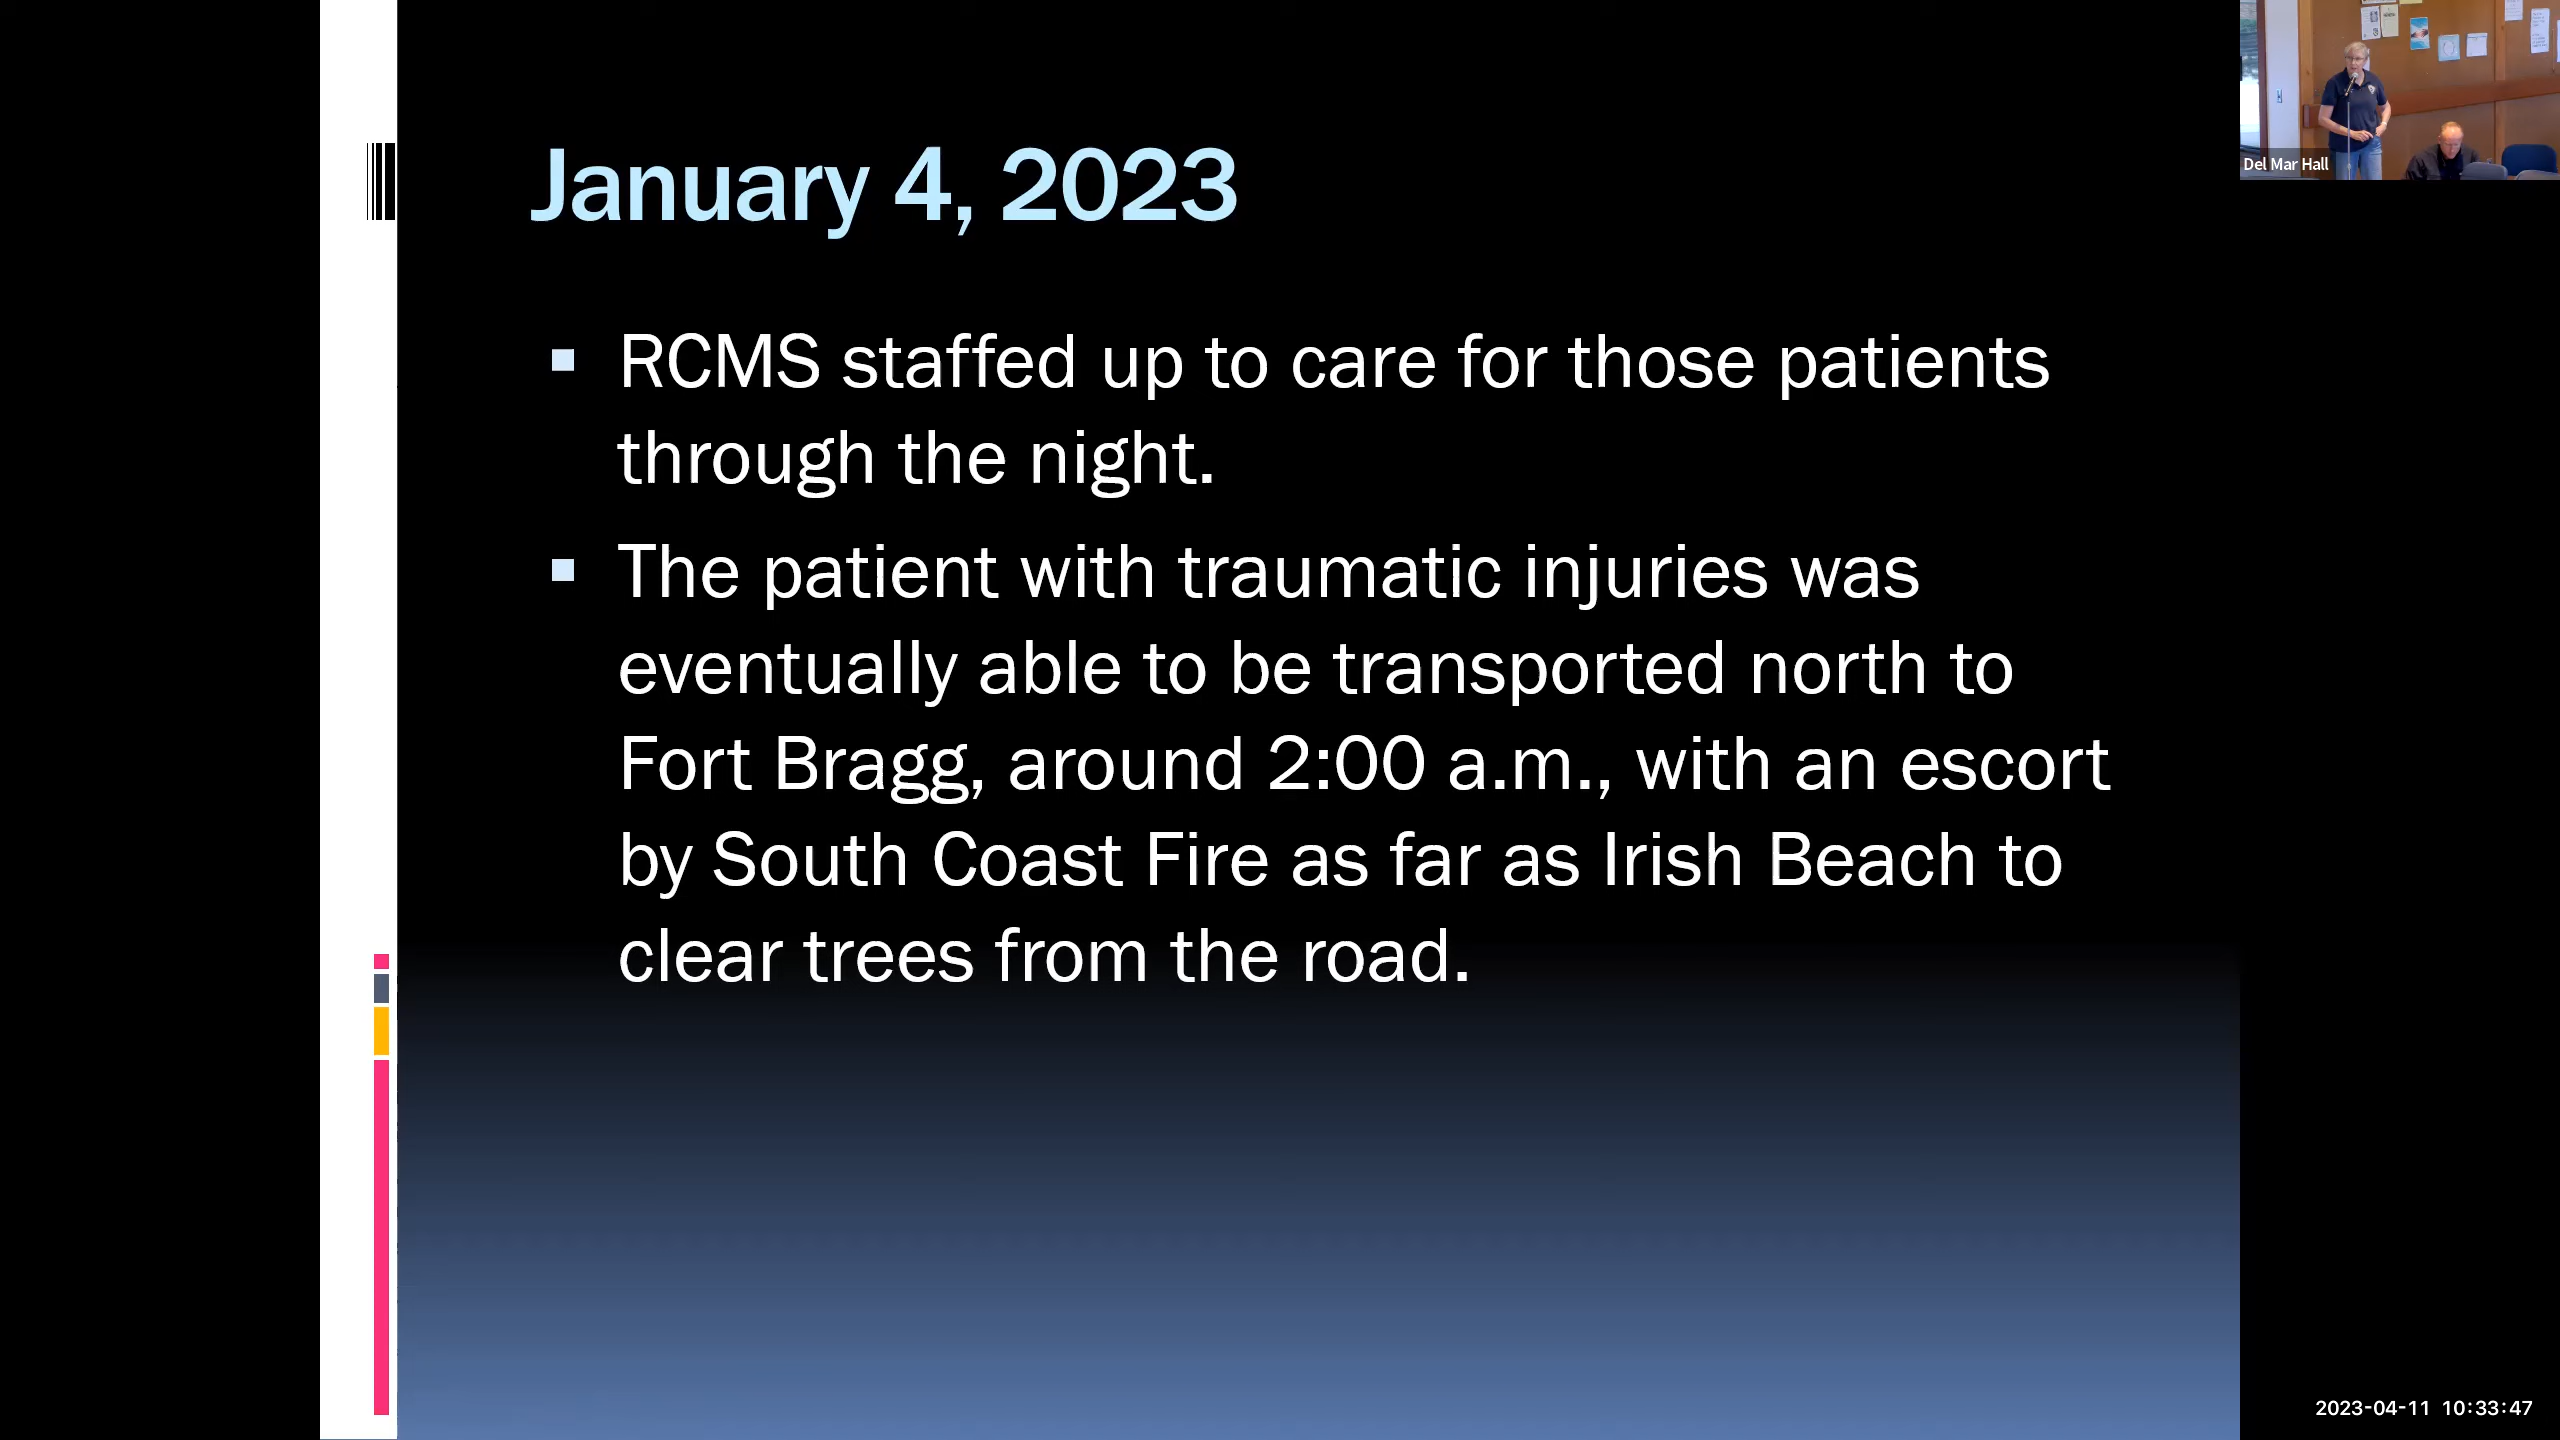 January 4, 2023
RCMS staffed up to care for those patients
through the night.
The patient with traumatic injuries was
eventually able to be transported north to
Fort Bragg, around 2:00 a.m., with an escort
by South Coast Fire as far as Irish Beach to
clear trees from the road.
Del Mar Hall
2023-04-11 10:33:47